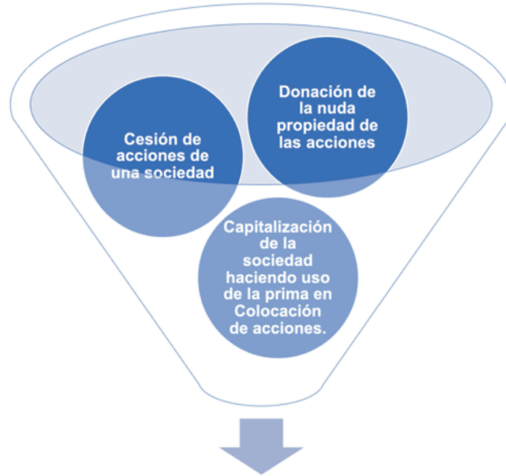 Donación de
la nuda
propiedad de
las acciones
Cesión de
acciones de
una sociedad
Capitalización
de la
sociedad
haciendo uso
de la prima en
Colocación
de acciones.